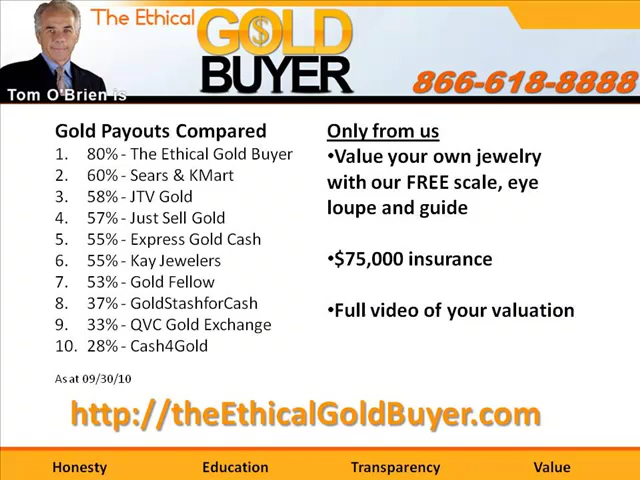 The Ethical
G$LD
BUYER
866-618-8888
Tom O'Brien is
Gold Payouts Compared
1. 80% - The Ethical Gold Buyer
2. 60% - Sears & KMart
3. 58% - JTV Gold
4. 57% - Just Sell Gold
5. 55% - Express Gold Cash
6. 55% - Kay Jewelers
7. 53% - Gold Fellow
8. 37% - GoldStashforCash
9. 33% - QVC Gold Exchange
10. 28% - Cash4Gold
As at 09/30/10
Only from us
•Value your own jewelry
with our FREE scale, eye
loupe and guide
•$75,000 insurance
•Full video of your valuation
http://theEthicalGoldBuyer.com
Honesty Education Transparency Value